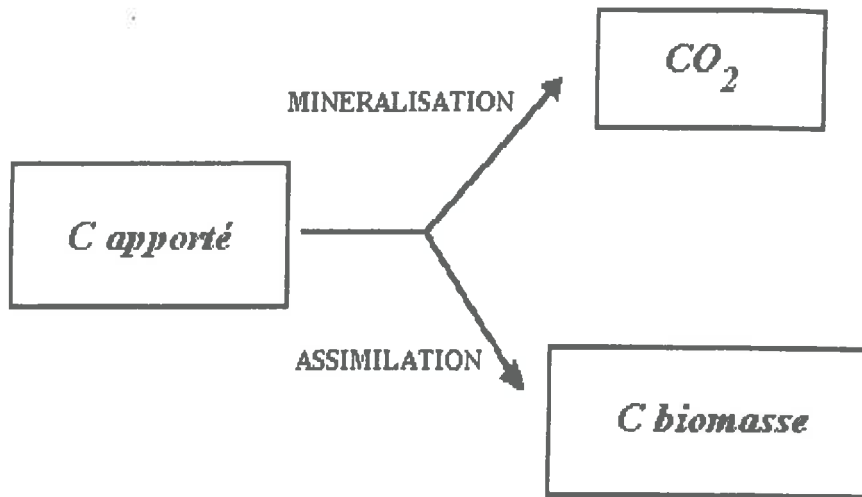 CO₂
MINERALISATION
C apporté
ASSIMILATION
C biomasse